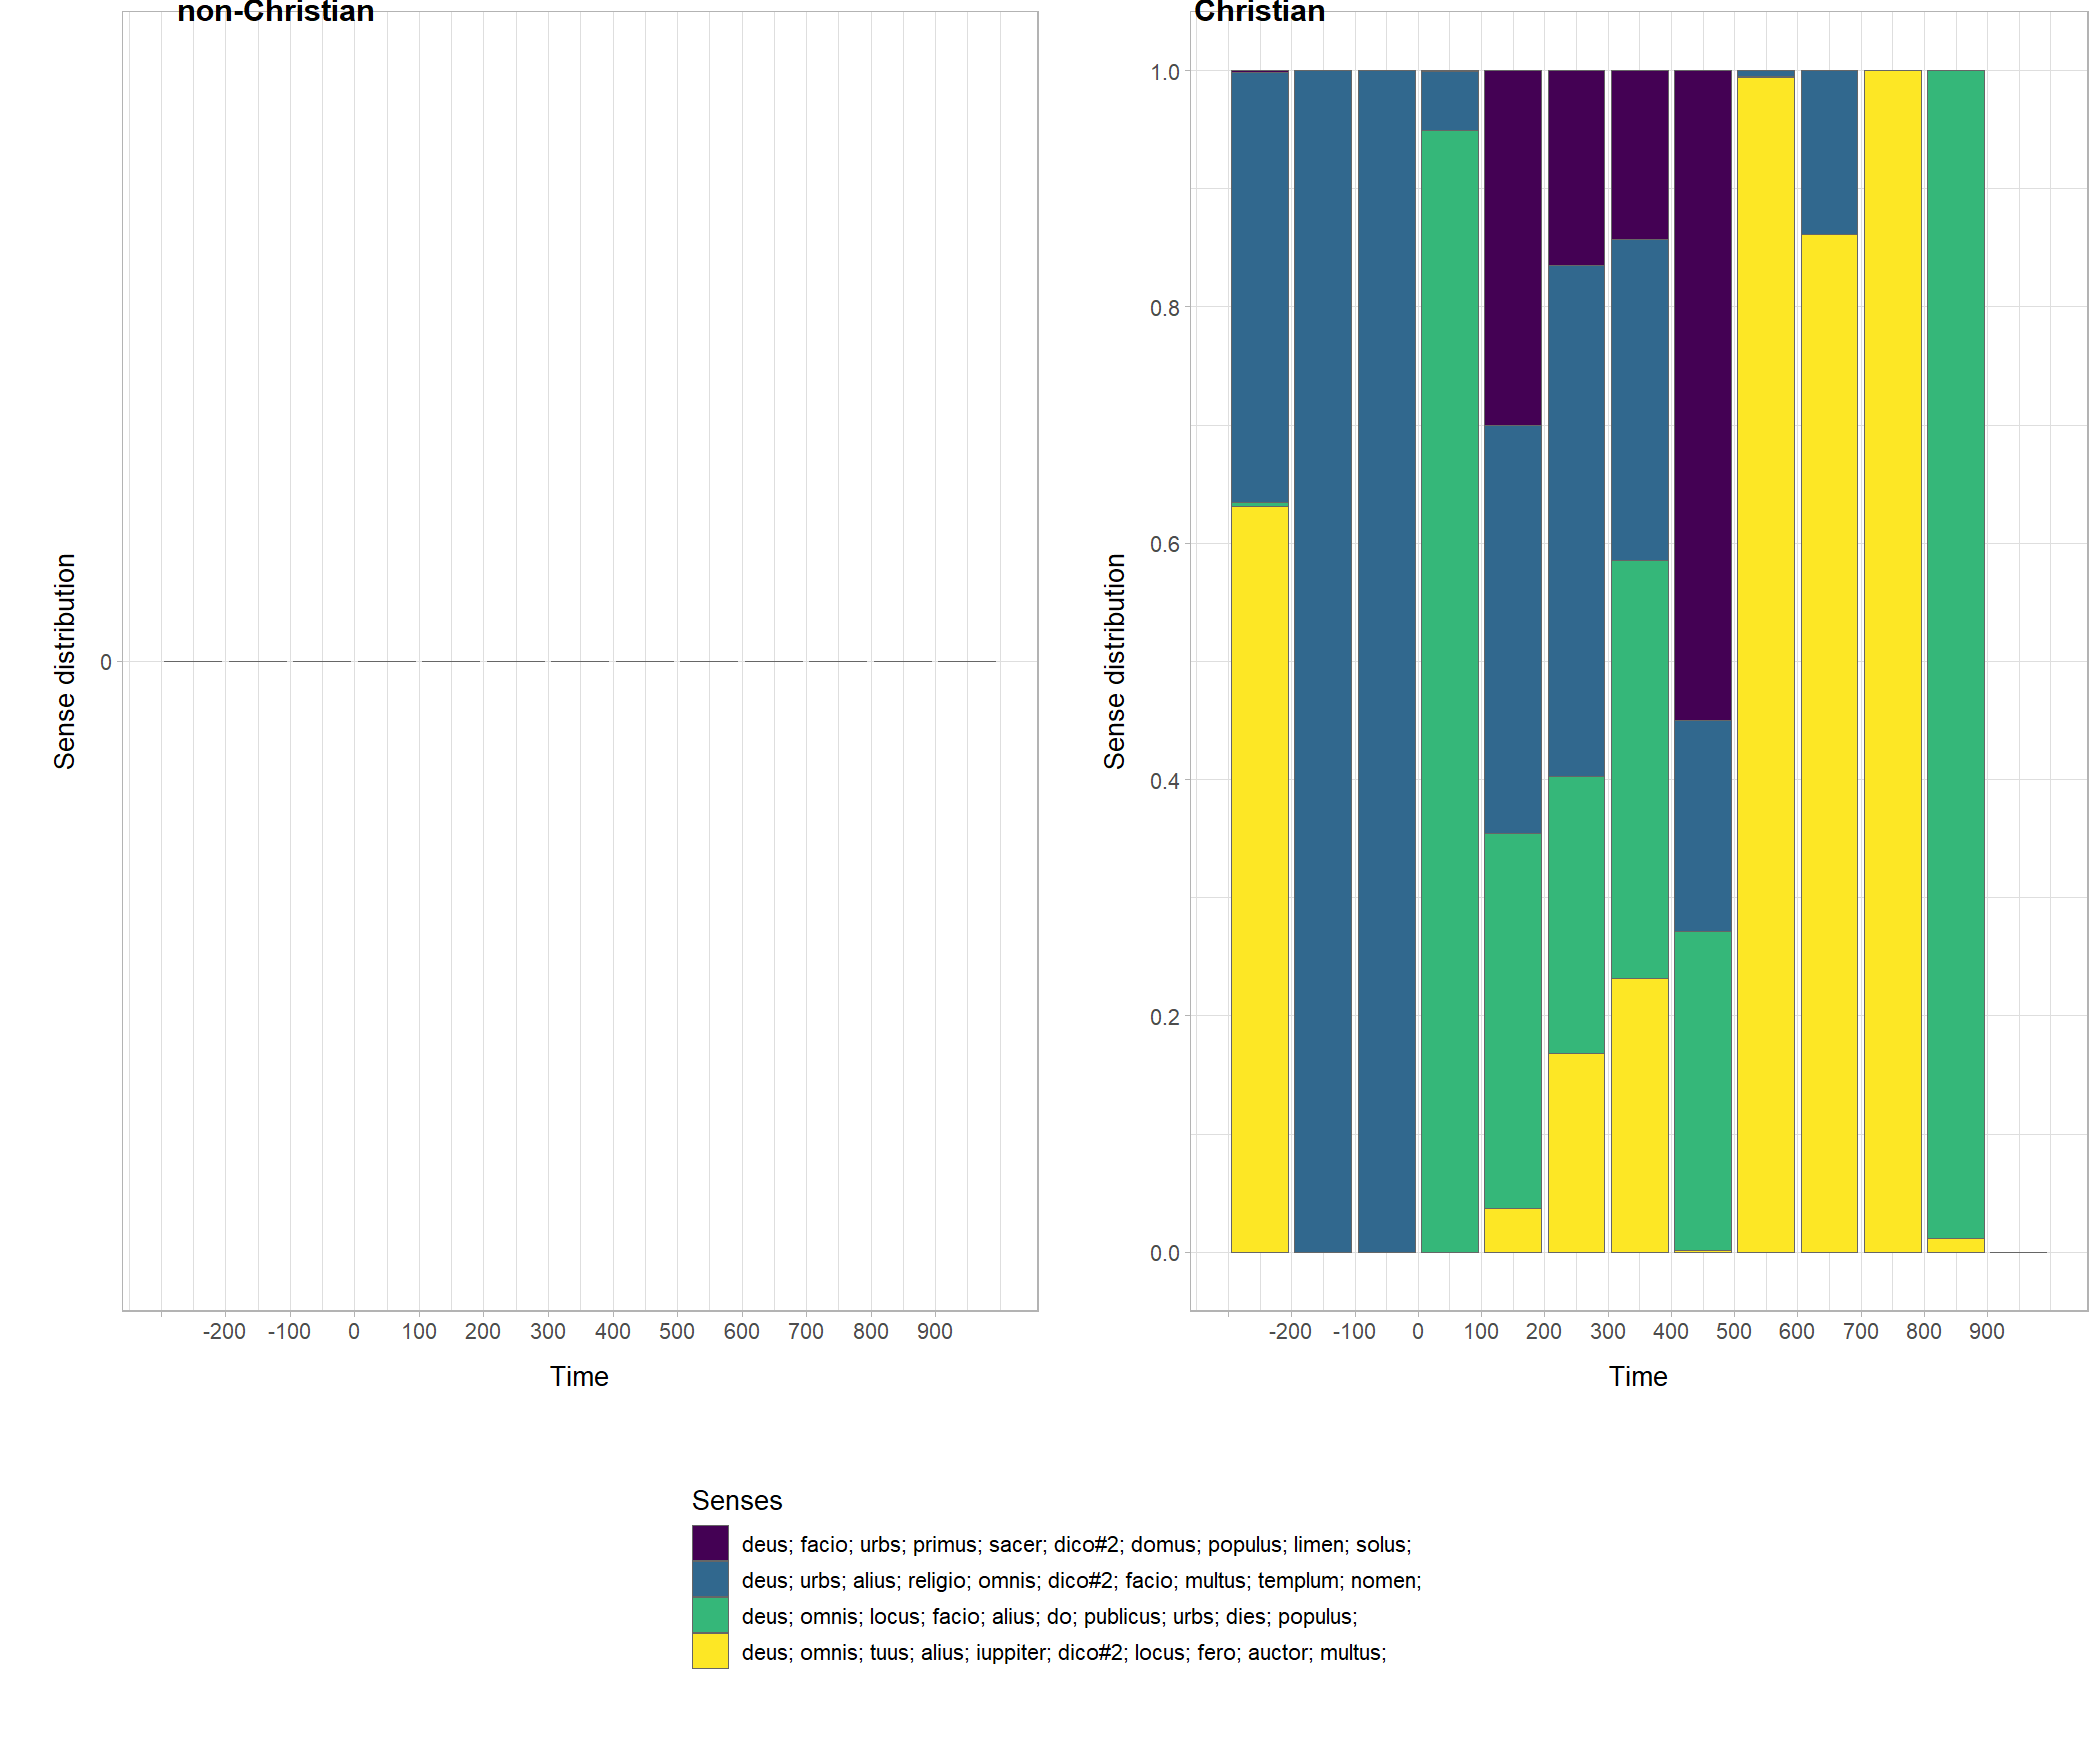 non-Christian
Christian
Sense distribution
0
-200 -100 0 100 200 300 400 500 600 700 800 900
Time
Sense distribution
1.0
0.8
0.6
0.4
0.2
0.0
-200 -100 0 100 200 300 400 500 600 700 800 900
Time
Senses
deus; facio; urbs; primus; sacer; dico#2; domus; populus; limen; solus;
deus; urbs; alius; religio; omnis; dico#2; facio; multus; templum; nomen;
deus; omnis; locus; facio; alius; do; publicus; urbs; dies; populus;
deus; omnis; tuus; alius; iuppiter; dico#2; locus; fero; auctor; multus;